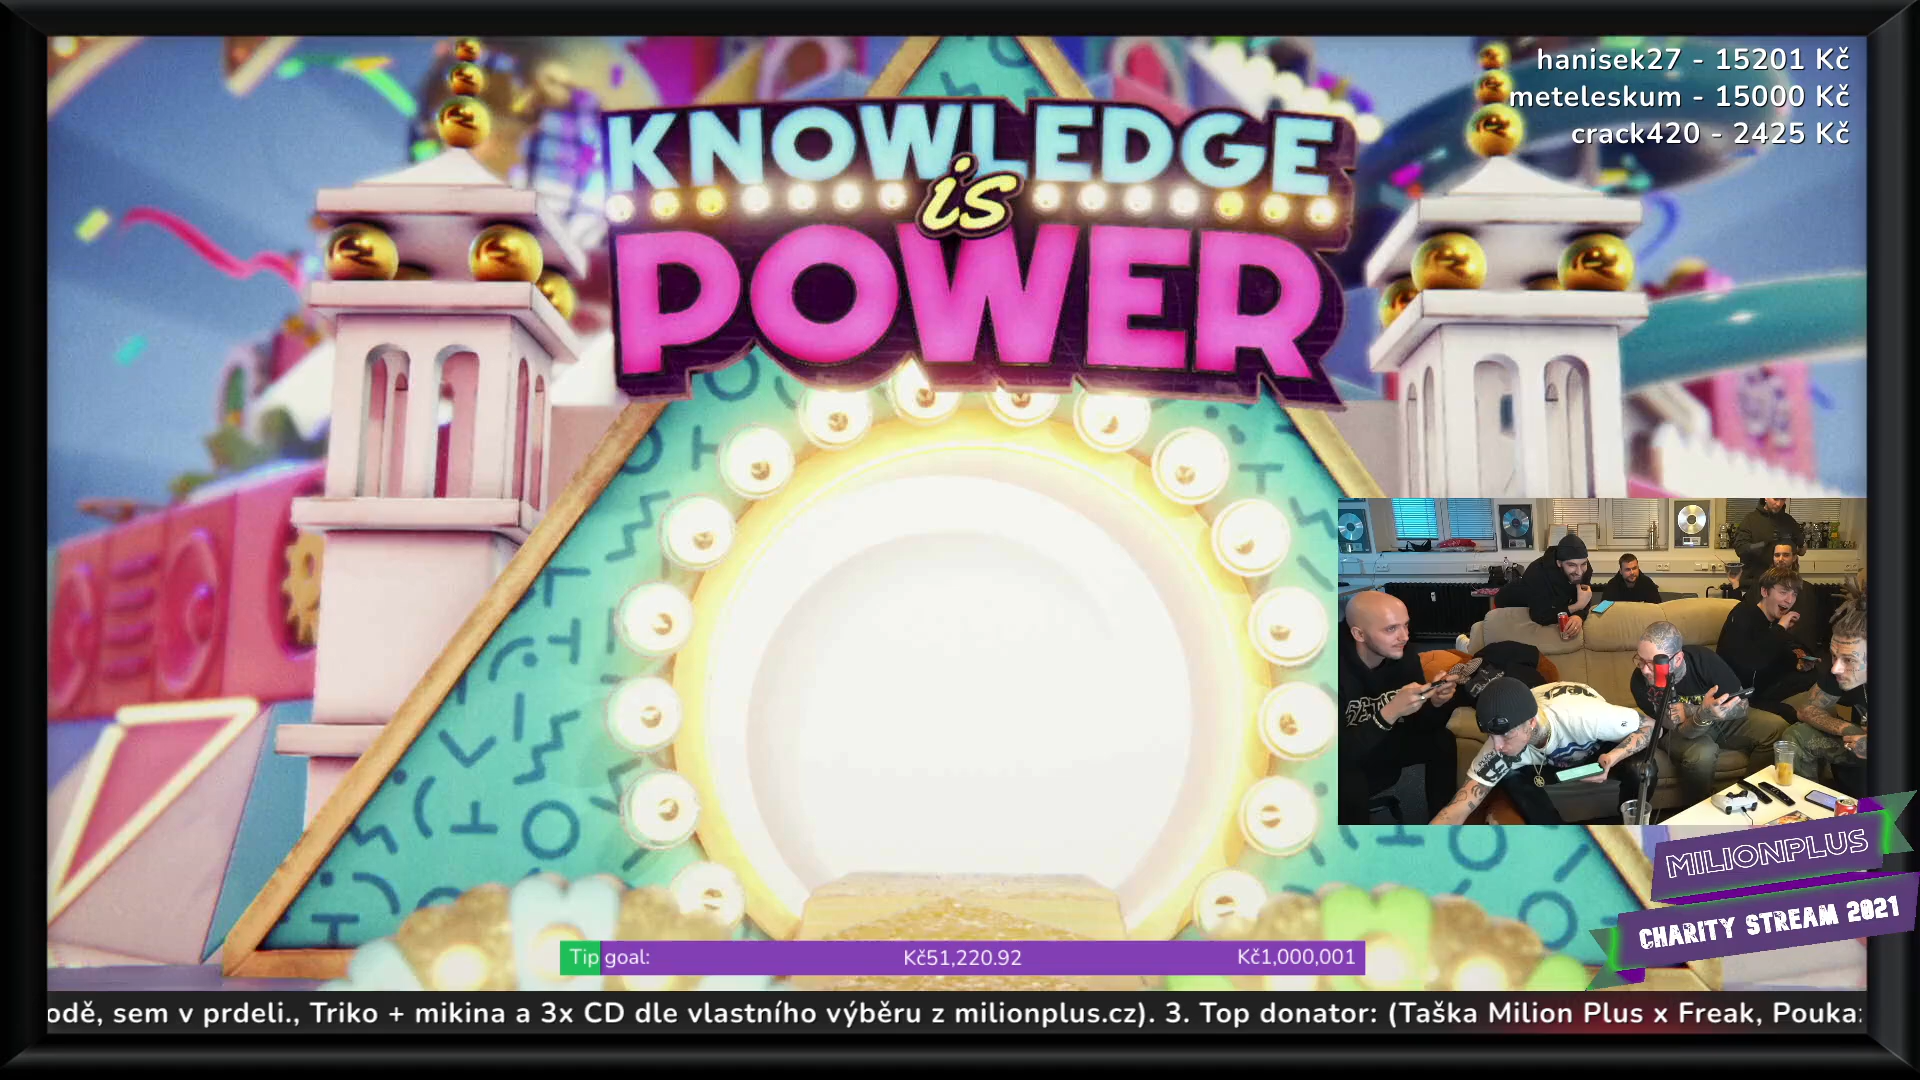 hanisek27 - 15201 Kč
meteleskum - 15000 Kč
crack420 - 2425 Kč
KNOWLEDGE
is
POWER
MILIONPLUS
CHARITY STREAM 2021
Tip goal: Kč51,220.92 Kč1,000,001
odě, sem v prdeli., Triko + mikina a 3x CD dle vlastního výběru z milionplus.cz). 3. Top donator: (Taška Milion Plus x Freak, Pouka